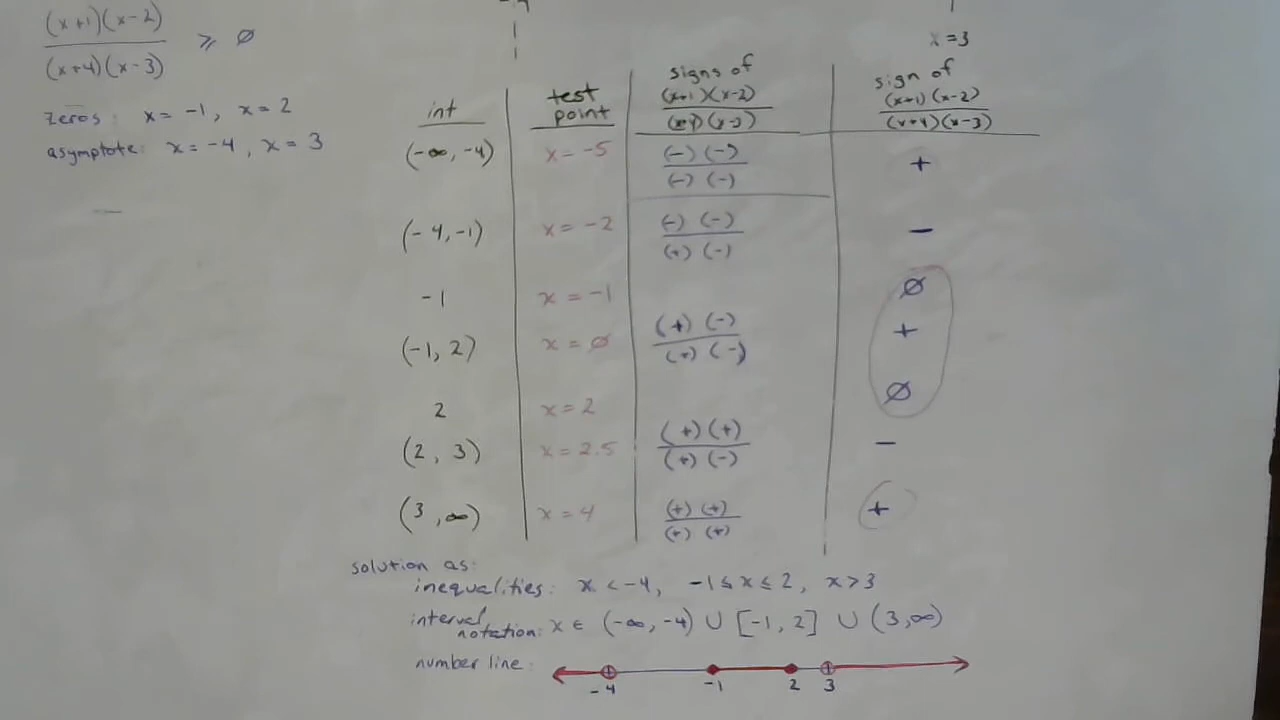 -4
x=3
(x+1)(x-2)
(x+4)(x-3) ≥ ∅
zeros: x = -1, x = 2
asymptote: x = -4, x = 3
int
test point
signs of (x+1)(x-2)
(x+4)(x-3)
sign of (x+1)(x-2)
(x+4)(x-3)
(-∞, -4) x = -5 (-)(-)
(-)(-) +
(-4, -1) x = -2 (-)(-)
(+)(-) −
-1 x = -1 ∅
(-1, 2) x = ∅ (+)(-)
(+)(-) +
2 x = 2 ∅
(2, 3) x = 2.5 (+)(+)
(+)(-) −
(3, ∞) x = 4 (+)(+)
(+)(+) +
solution as:
inequalities: x < -4, -1 ≤ x ≤ 2, x > 3
interval notation: x ∈ (-∞, -4) ∪ [-1, 2] ∪ (3, ∞)
number line:
-4 -1 2 3